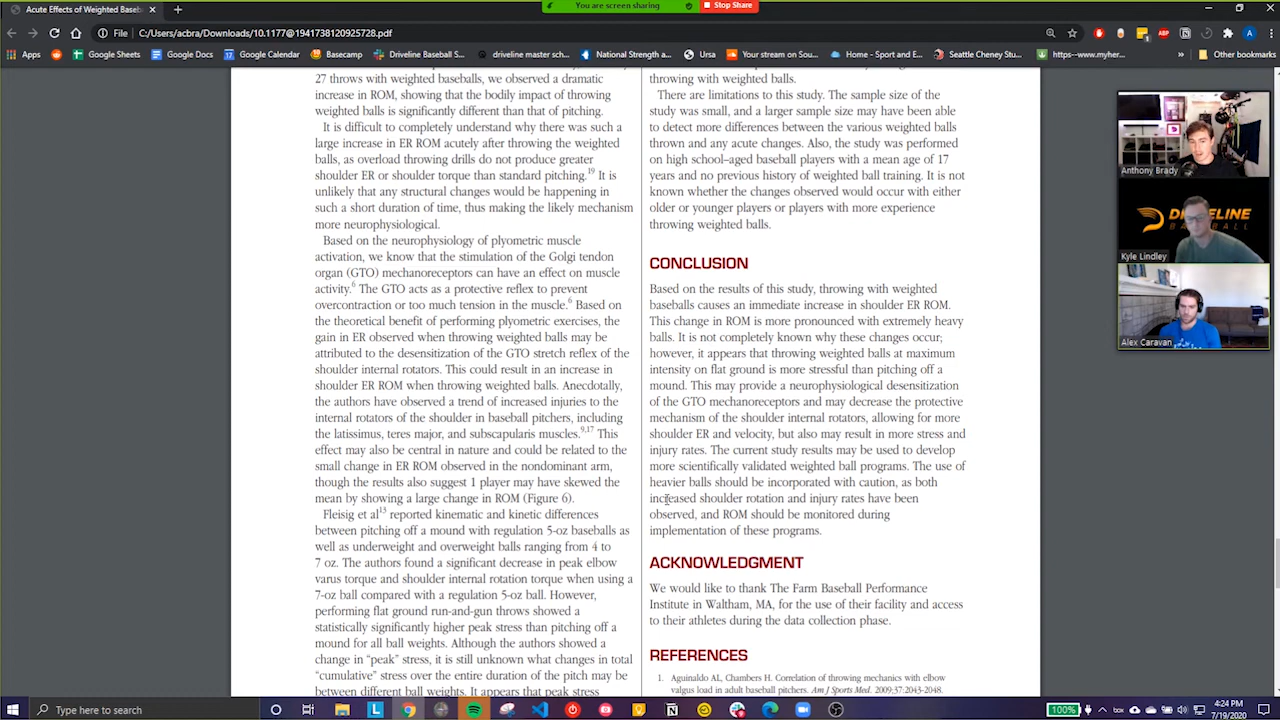 Acute Effects of Weighted Baseb
You are screen sharing
Stop Share
File
C:/Users/acbra/Downloads/10.1177@1941738120925728.pdf
Apps
Google Sheets
Google Docs
Google Calendar
Basecamp
Driveline Baseball S...
driveline master sch...
National Strength a...
Ursa
Your stream on Sou...
Home - Sport and E...
Seattle Cheney Stu...
https--www.myher...
Other bookmarks
27 throws with weighted baseballs, we observed a dramatic
increase in ROM, showing that the bodily impact of throwing
weighted balls is significantly different than that of pitching.
It is difficult to completely understand why there was such a
large increase in ER ROM acutely after throwing the weighted
balls, as overload throwing drills do not produce greater
shoulder ER or shoulder torque than standard pitching.19 It is
unlikely that any structural changes would be happening in
such a short duration of time, thus making the likely mechanism
more neurophysiological.
Based on the neurophysiology of plyometric muscle
activation, we know that the stimulation of the Golgi tendon
organ (GTO) mechanoreceptors can have an effect on muscle
activity.6 The GTO acts as a protective reflex to prevent
overcontraction or too much tension in the muscle.6 Based on
the theoretical benefit of performing plyometric exercises, the
gain in ER observed when throwing weighted balls may be
attributed to the desensitization of the GTO stretch reflex of the
shoulder internal rotators. This could result in an increase in
shoulder ER ROM when throwing weighted balls. Anecdotally,
the authors have observed a trend of increased injuries to the
internal rotators of the shoulder in baseball pitchers, including
the latissimus, teres major, and subscapularis muscles.9,17 This
effect may also be central in nature and could be related to the
small change in ER ROM observed in the nondominant arm,
though the results also suggest 1 player may have skewed the
mean by showing a large change in ROM (Figure 6).
Fleisig et al13 reported kinematic and kinetic differences
between pitching off a mound with regulation 5-oz baseballs as
well as underweight and overweight balls ranging from 4 to
7 oz. The authors found a significant decrease in peak elbow
varus torque and shoulder internal rotation torque when using a
7-oz ball compared with a regulation 5-oz ball. However,
performing flat ground run-and-gun throws showed a
statistically significantly higher peak stress than pitching off a
mound for all ball weights. Although the authors showed a
change in "peak" stress, it is still unknown what changes in total
"cumulative" stress over the entire duration of the pitch may be
between different ball weights. It appears that peak stress
throwing with weighted balls.
There are limitations to this study. The sample size of the
study was small, and a larger sample size may have been able
to detect more differences between the various weighted balls
thrown and any acute changes. Also, the study was performed
on high school–aged baseball players with a mean age of 17
years and no previous history of weighted ball training. It is not
known whether the changes observed would occur with either
older or younger players or players with more experience
throwing weighted balls.
CONCLUSION
Based on the results of this study, throwing with weighted
baseballs causes an immediate increase in shoulder ER ROM.
This change in ROM is more pronounced with extremely heavy
balls. It is not completely known why these changes occur;
however, it appears that throwing weighted balls at maximum
intensity on flat ground is more stressful than pitching off a
mound. This may provide a neurophysiological desensitization
of the GTO mechanoreceptors and may decrease the protective
mechanism of the shoulder internal rotators, allowing for more
shoulder ER and velocity, but also may result in more stress and
injury rates. The current study results may be used to develop
more scientifically validated weighted ball programs. The use of
heavier balls should be incorporated with caution, as both
increased shoulder rotation and injury rates have been
observed, and ROM should be monitored during
implementation of these programs.
ACKNOWLEDGMENT
We would like to thank The Farm Baseball Performance
Institute in Waltham, MA, for the use of their facility and access
to their athletes during the data collection phase.
REFERENCES
1. Aguinaldo AL, Chambers H. Correlation of throwing mechanics with elbow
valgus load in adult baseball pitchers. Am J Sports Med. 2009;37:2043-2048.
Anthony Brady
Kyle Lindley
Alex Caravan
Type here to search
100%
4:24 PM
7/19/2020